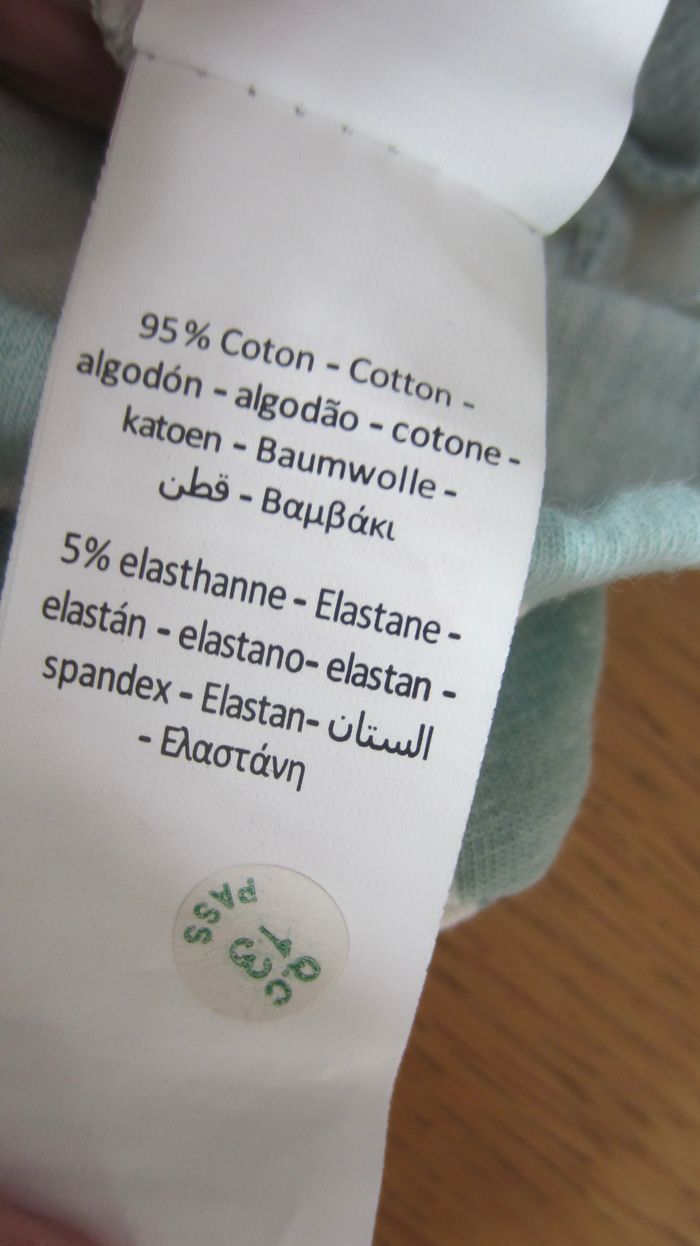 95% Coton - Cotton -
algodón - algodão - cotone -
katoen - Baumwolle -
قطن - Βαμβάκι
5% elasthanne - Elastane -
elastán - elastano- elastan -
spandex - Elastan- الستان
- Ελαστάνη
PASS
13
Q.C